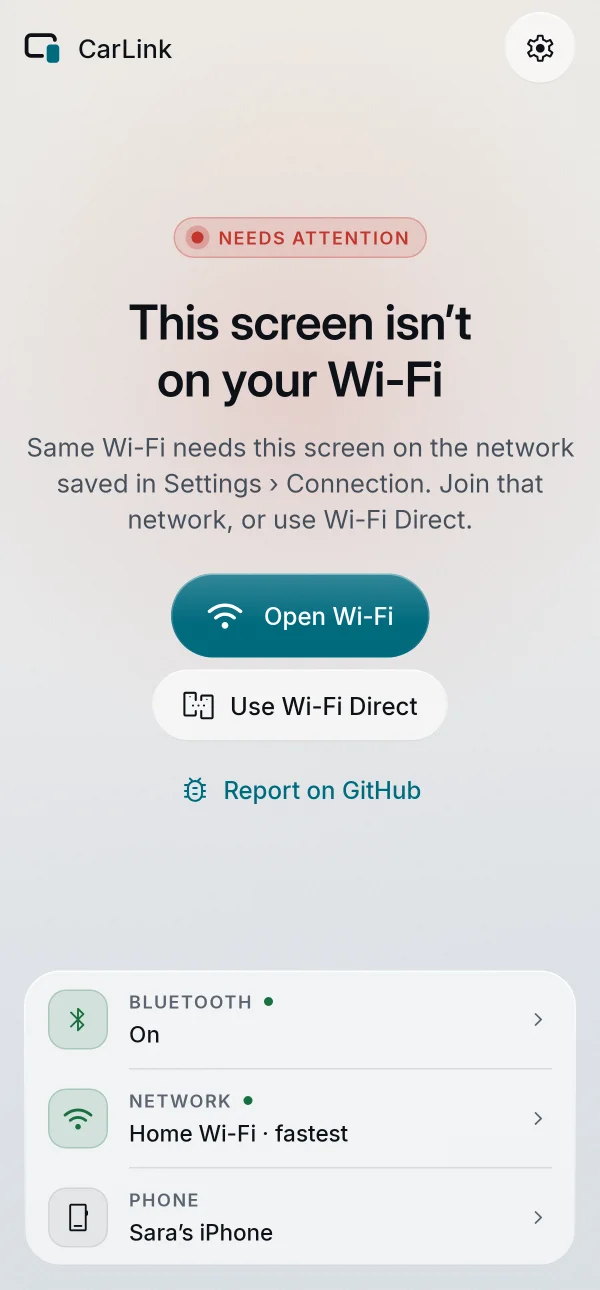 CarLink
NEEDS ATTENTION
This screen isn’t
on your Wi-Fi
Same Wi-Fi needs this screen on the network
saved in Settings › Connection. Join that
network, or use Wi-Fi Direct.
Open Wi-Fi
Use Wi-Fi Direct
Report on GitHub
BLUETOOTH
On
NETWORK
Home Wi-Fi · fastest
PHONE
Sara’s iPhone